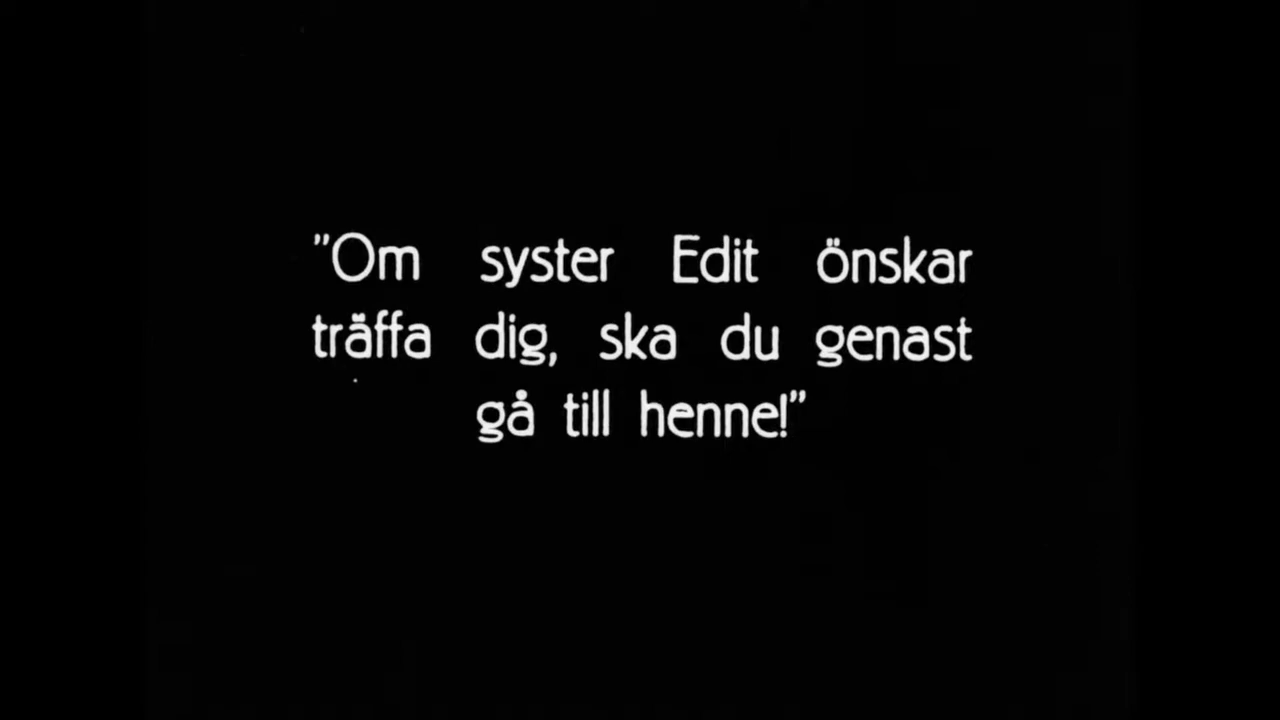 ”Om syster Edit önskar
träffa dig, ska du genast
gå till henne!”